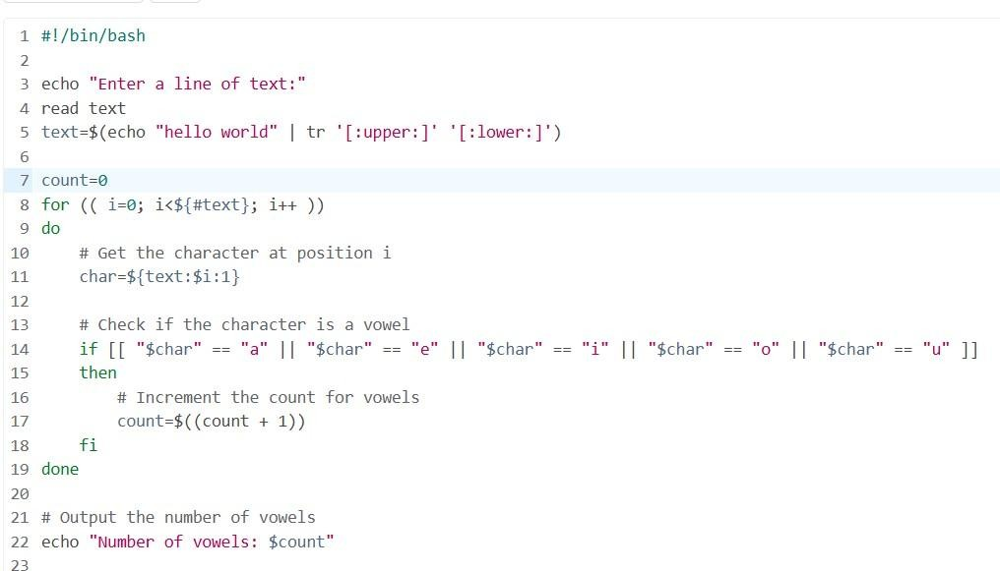 1 #!/bin/bash
2
3 echo "Enter a line of text:"
4 read text
5 text=$(echo "hello world" | tr '[:upper:]' '[:lower:]')
6
7 count=0
8 for (( i=0; i<${#text}; i++ ))
9 do
10     # Get the character at position i
11     char=${text:$i:1}
12
13     # Check if the character is a vowel
14     if [[ "$char" == "a" || "$char" == "e" || "$char" == "i" || "$char" == "o" || "$char" == "u" ]]
15     then
16         # Increment the count for vowels
17         count=$((count + 1))
18     fi
19 done
20
21 # Output the number of vowels
22 echo "Number of vowels: $count"
23